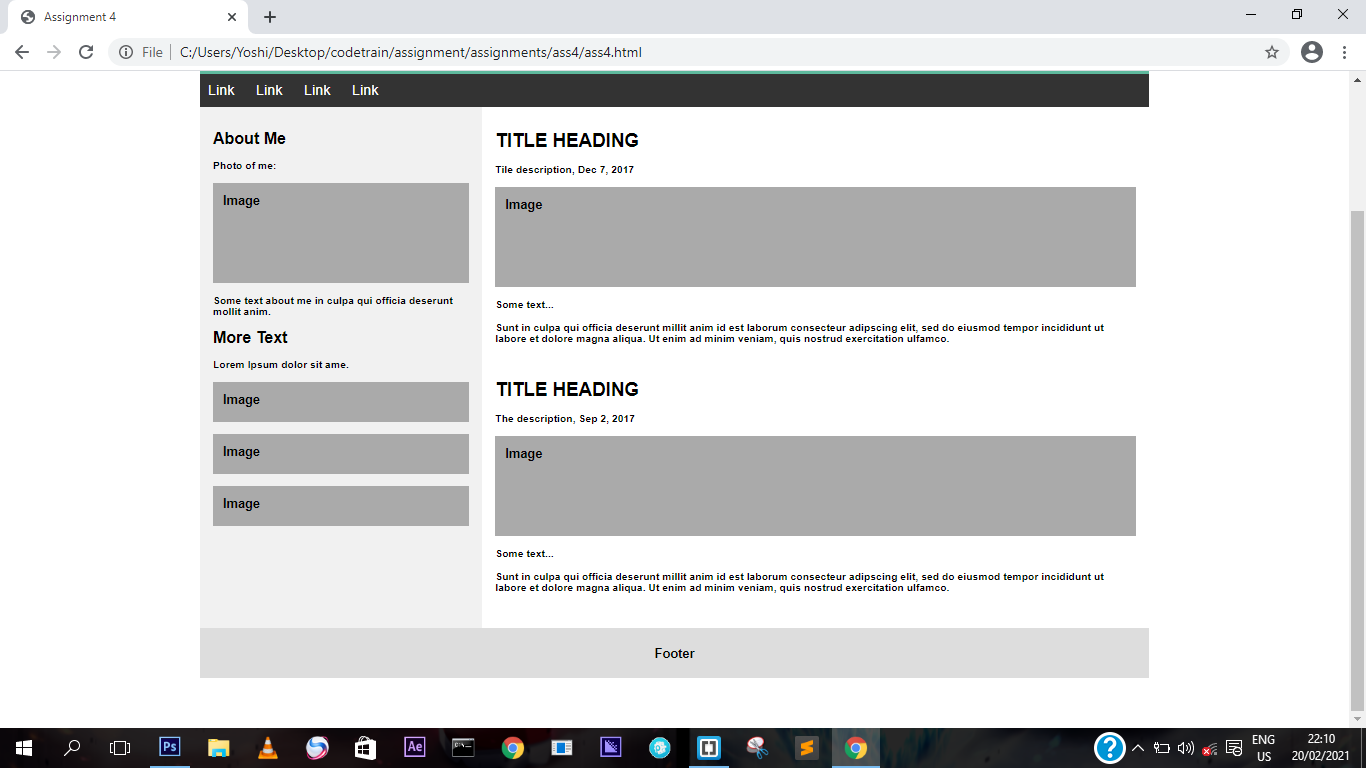 Assignment 4
File
C:/Users/Yoshi/Desktop/codetrain/assignment/assignments/ass4/ass4.html
Link Link Link Link
About Me
Photo of me:
Image
Some text about me in culpa qui officia deserunt
mollit anim.
More Text
Lorem Ipsum dolor sit ame.
Image
Image
Image
TITLE HEADING
Tile description, Dec 7, 2017
Image
Some text...
Sunt in culpa qui officia deserunt millit anim id est laborum consecteur adipscing elit, sed do eiusmod tempor incididunt ut
labore et dolore magna aliqua. Ut enim ad minim veniam, quis nostrud exercitation ulfamco.
TITLE HEADING
The description, Sep 2, 2017
Image
Some text...
Sunt in culpa qui officia deserunt millit anim id est laborum consecteur adipscing elit, sed do eiusmod tempor incididunt ut
labore et dolore magna aliqua. Ut enim ad minim veniam, quis nostrud exercitation ulfamco.
Footer
Ps
Ae
ENG
US
22:10
20/02/2021